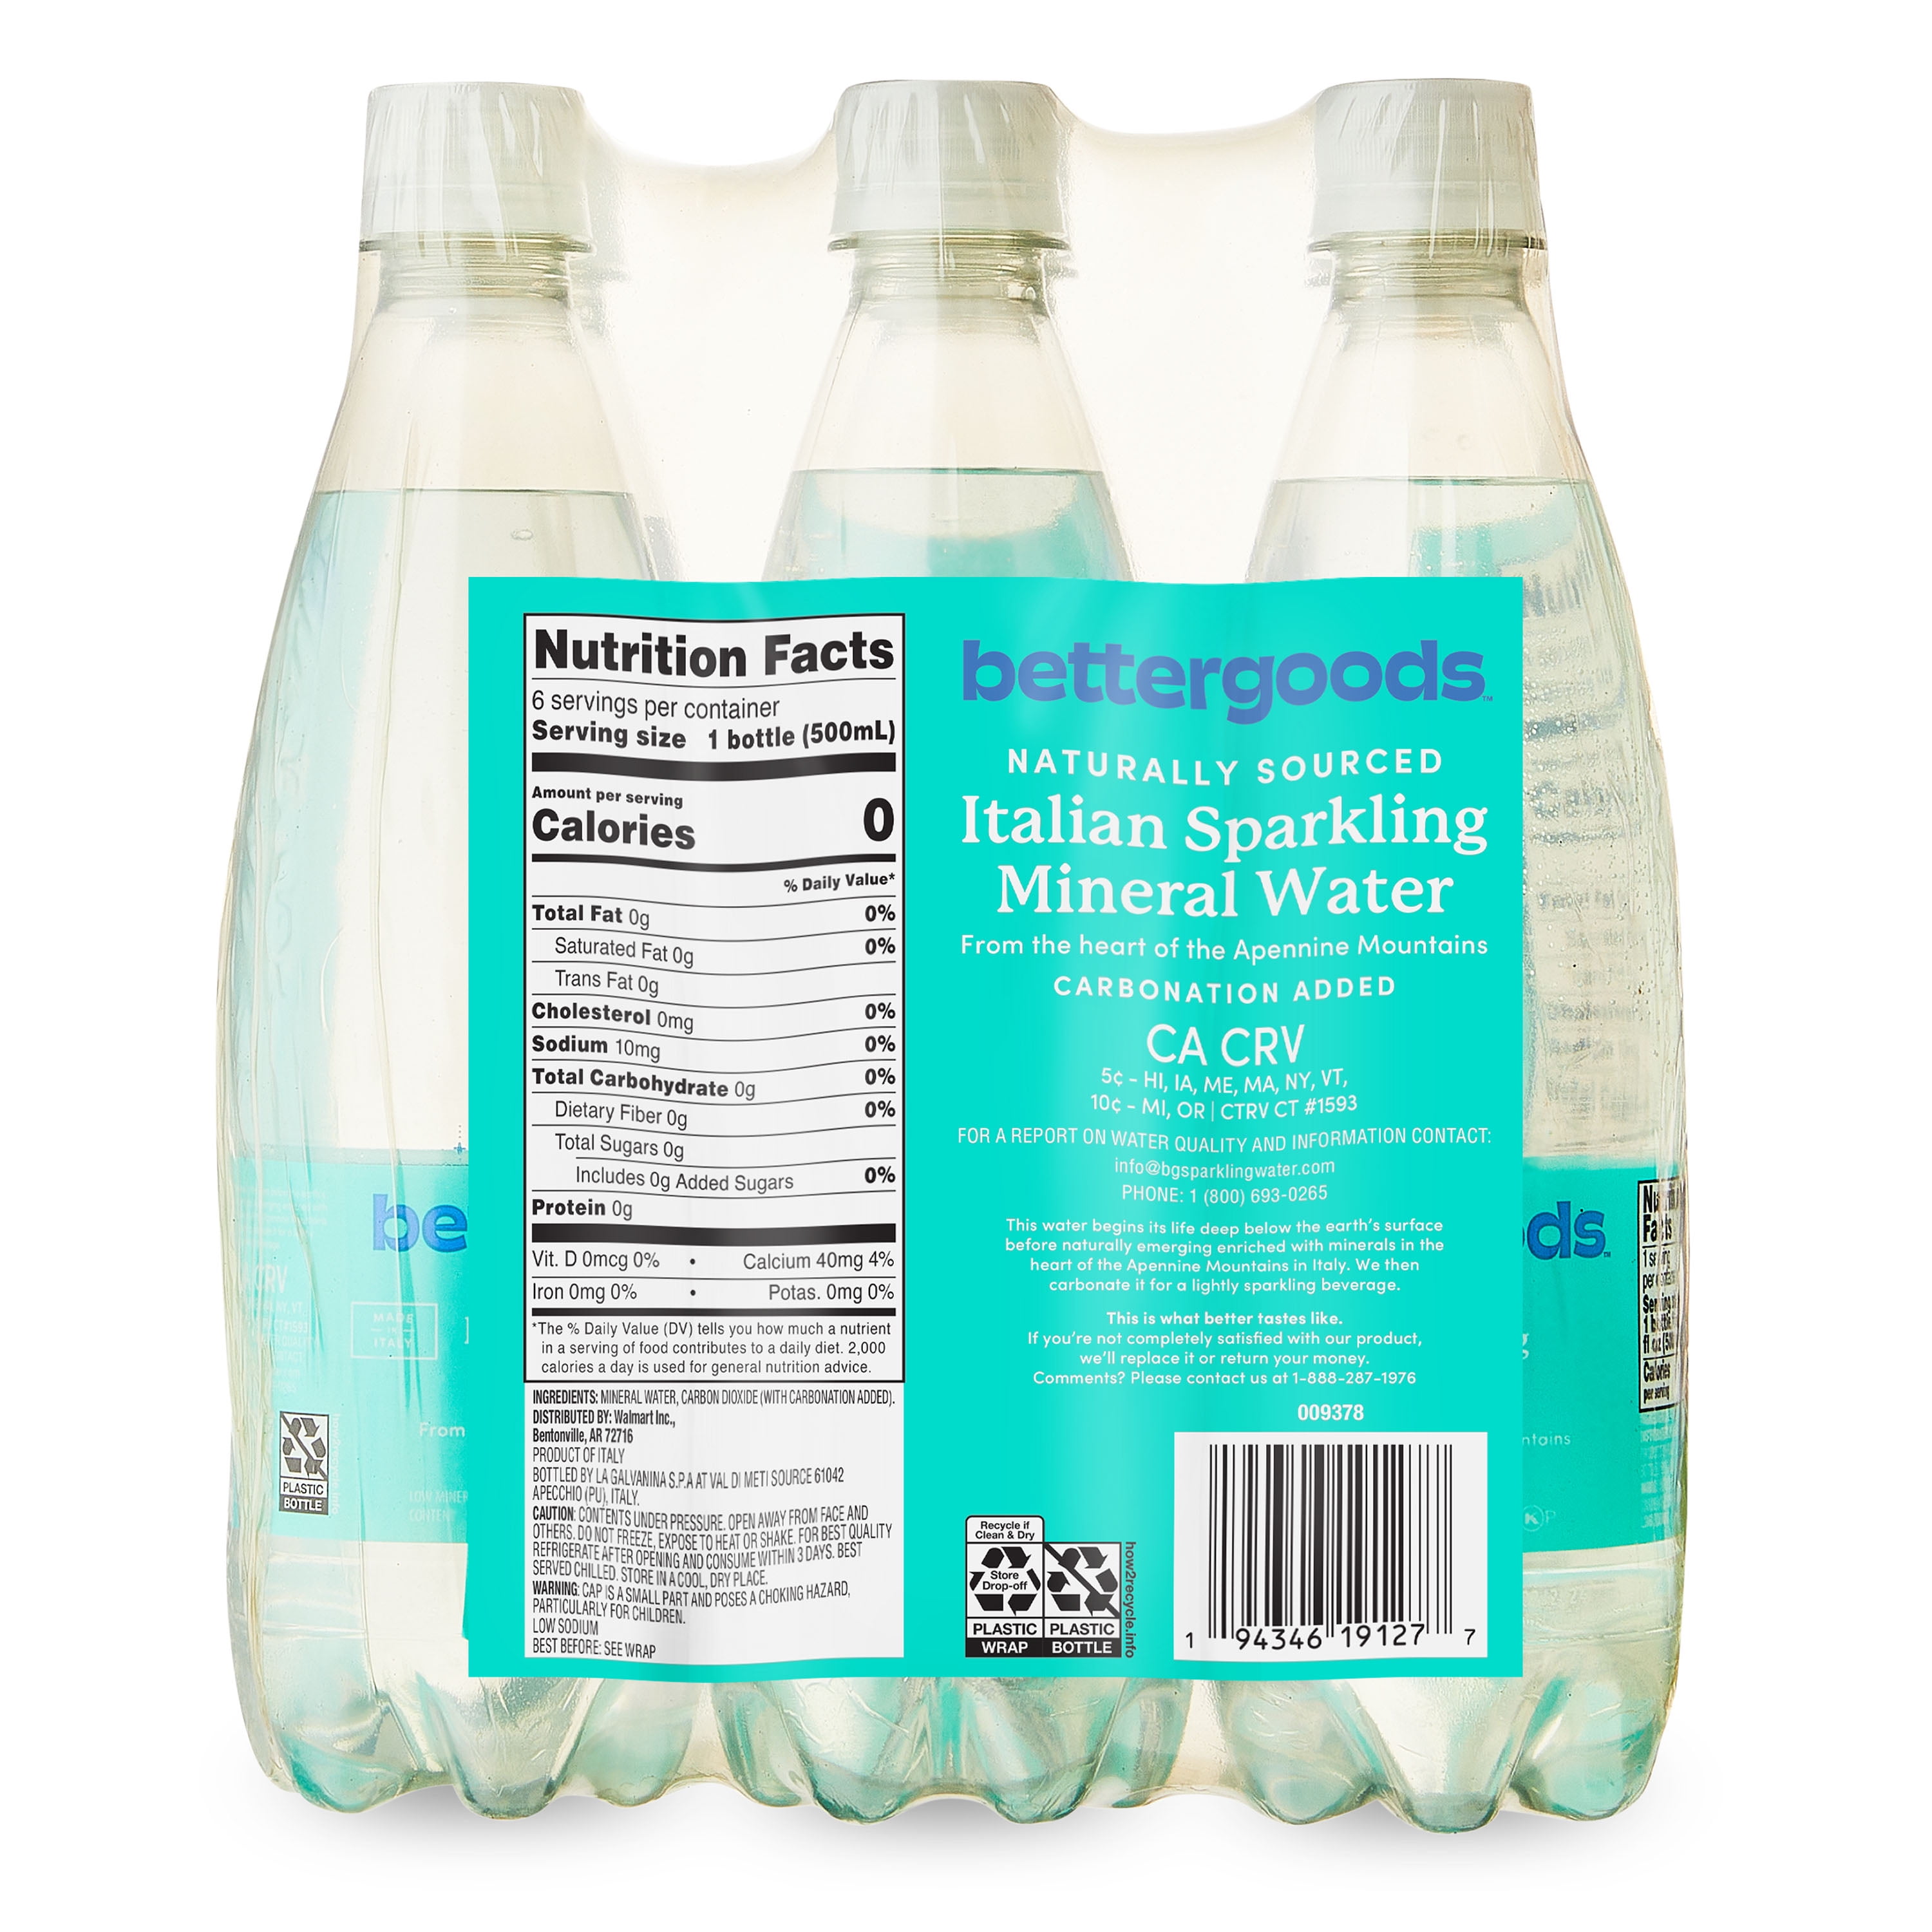 Nutrition Facts
6 servings per container
Serving size 1 bottle (500mL)
Amount per serving
Calories 0
% Daily Value*
Total Fat 0g 0%
Saturated Fat 0g 0%
Trans Fat 0g
Cholesterol 0mg 0%
Sodium 10mg 0%
Total Carbohydrate 0g 0%
Dietary Fiber 0g 0%
Total Sugars 0g
Includes 0g Added Sugars 0%
Protein 0g
Vit. D 0mcg 0% • Calcium 40mg 4%
Iron 0mg 0% • Potas. 0mg 0%
*The % Daily Value (DV) tells you how much a nutrient
in a serving of food contributes to a daily diet. 2,000
calories a day is used for general nutrition advice.
INGREDIENTS: MINERAL WATER, CARBON DIOXIDE (WITH CARBONATION ADDED).
DISTRIBUTED BY: Walmart Inc.,
Bentonville, AR 72716
PRODUCT OF ITALY
BOTTLED BY LA GALVANINA S.P.A AT VAL DI METI SOURCE 61042
APECCHIO (PU), ITALY.
CAUTION: CONTENTS UNDER PRESSURE. OPEN AWAY FROM FACE AND
OTHERS. DO NOT FREEZE, EXPOSE TO HEAT OR SHAKE. FOR BEST QUALITY
REFRIGERATE AFTER OPENING AND CONSUME WITHIN 3 DAYS. BEST
SERVED CHILLED. STORE IN A COOL, DRY PLACE.
WARNING: CAP IS A SMALL PART AND POSES A CHOKING HAZARD,
PARTICULARLY FOR CHILDREN.
LOW SODIUM
BEST BEFORE: SEE WRAP
bettergoods™
NATURALLY SOURCED
Italian Sparkling
Mineral Water
From the heart of the Apennine Mountains
CARBONATION ADDED
CA CRV
5¢ - HI, IA, ME, MA, NY, VT,
10¢ - MI, OR | CTRV CT #1593
FOR A REPORT ON WATER QUALITY AND INFORMATION CONTACT:
info@bgsparklingwater.com
PHONE: 1 (800) 693-0265
This water begins its life deep below the earth's surface
before naturally emerging enriched with minerals in the
heart of the Apennine Mountains in Italy. We then
carbonate it for a lightly sparkling beverage.
This is what better tastes like.
If you're not completely satisfied with our product,
we'll replace it or return your money.
Comments? Please contact us at 1-888-287-1976
009378
Recycle if
Clean & Dry
Store
Drop-off
PLASTIC
WRAP
PLASTIC
BOTTLE
how2recycle.info
1 94346 19127 7
be
MADE
IN
ITALY
From
PLASTIC
BOTTLE
ds™
ntains